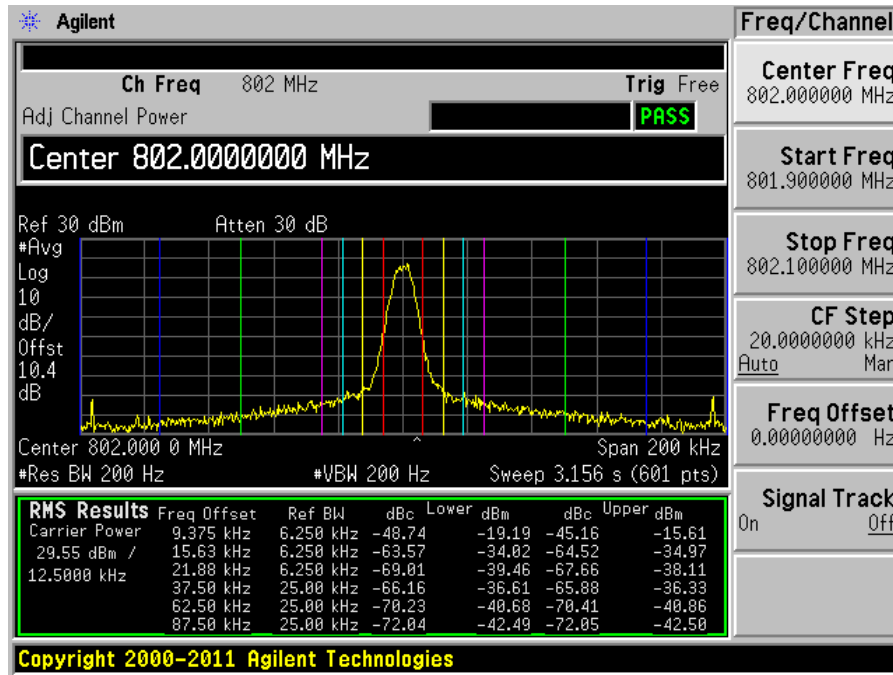 Agilent
Freq/Channel
Ch Freq 802 MHz Trig Free
Adj Channel Power PASS
Center 802.0000000 MHz
Ref 30 dBm Atten 30 dB
#Avg
Log
10
dB/
Offst
10.4
dB
Center 802.000 0 MHz Span 200 kHz
#Res BW 200 Hz #VBW 200 Hz Sweep 3.156 s (601 pts)
RMS Results Freq Offset Ref BW dBc Lower dBm dBc Upper dBm
Carrier Power 9.375 kHz 6.250 kHz -48.74 -19.19 -45.16 -15.61
29.55 dBm / 15.63 kHz 6.250 kHz -63.57 -34.02 -64.52 -34.97
12.5000 kHz 21.88 kHz 6.250 kHz -69.01 -39.46 -67.66 -38.11
37.50 kHz 25.00 kHz -66.16 -36.61 -65.88 -36.33
62.50 kHz 25.00 kHz -70.23 -40.68 -70.41 -40.86
87.50 kHz 25.00 kHz -72.04 -42.49 -72.05 -42.50
Center Freq
802.000000 MHz
Start Freq
801.900000 MHz
Stop Freq
802.100000 MHz
CF Step
20.0000000 kHz
Auto Man
Freq Offset
0.00000000 Hz
Signal Track
On Off
Copyright 2000-2011 Agilent Technologies